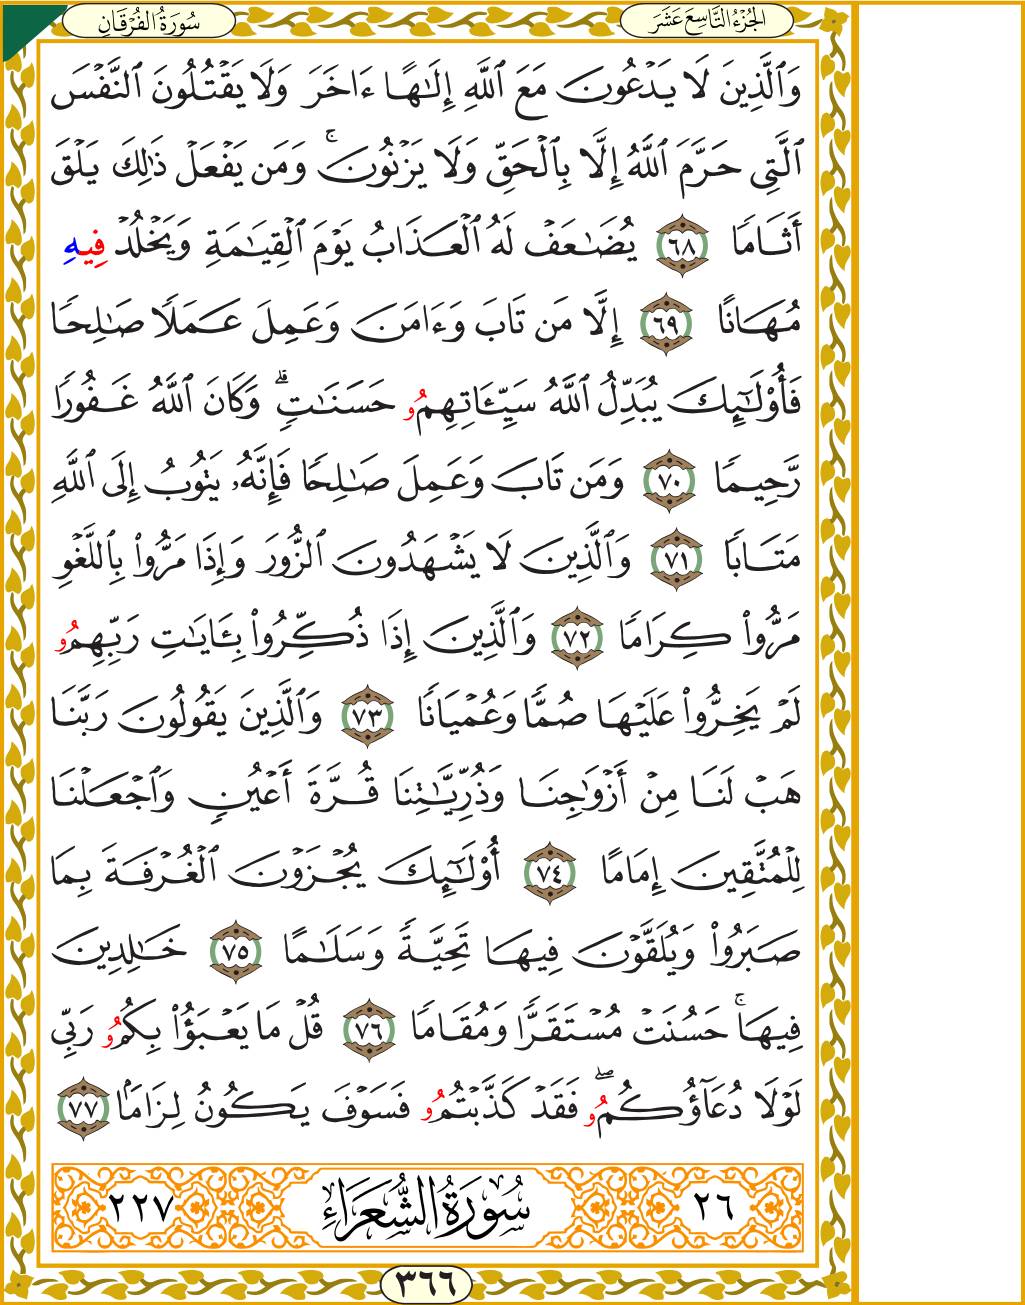 الجُزْءُ التَّاسِعَ عَشَرَ
سُورَةُ الفُرْقَانِ
وَٱلَّذِينَ لَا يَدۡعُونَ مَعَ ٱللَّهِ إِلَٰهًا ءَاخَرَ وَلَا يَقۡتُلُونَ ٱلنَّفۡسَ
ٱلَّتِي حَرَّمَ ٱللَّهُ إِلَّا بِٱلۡحَقِّ وَلَا يَزۡنُونَۚ وَمَن يَفۡعَلۡ ذَٰلِكَ يَلۡقَ
أَثَامٗا ٦٨ يُضَٰعَفۡ لَهُ ٱلۡعَذَابُ يَوۡمَ ٱلۡقِيَٰمَةِ وَيَخۡلُدۡ فِيهِ
مُهَانًا ٦٩ إِلَّا مَن تَابَ وَءَامَنَ وَعَمِلَ عَمَلٗا صَٰلِحٗا
فَأُوْلَٰٓئِكَ يُبَدِّلُ ٱللَّهُ سَيِّـَٔاتِهِمُۥ حَسَنَٰتٖۗ وَكَانَ ٱللَّهُ غَفُورٗا
رَّحِيمٗا ٧٠ وَمَن تَابَ وَعَمِلَ صَٰلِحٗا فَإِنَّهُۥ يَتُوبُ إِلَى ٱللَّهِ
مَتَابٗا ٧١ وَٱلَّذِينَ لَا يَشۡهَدُونَ ٱلزُّورَ وَإِذَا مَرُّواْ بِٱللَّغۡوِ
مَرُّواْ كِرَامٗا ٧٢ وَٱلَّذِينَ إِذَا ذُكِّرُواْ بِـَٔايَٰتِ رَبِّهِمُۥ
لَمۡ يَخِرُّواْ عَلَيۡهَا صُمّٗا وَعُمۡيَانٗا ٧٣ وَٱلَّذِينَ يَقُولُونَ رَبَّنَا
هَبۡ لَنَا مِنۡ أَزۡوَٰجِنَا وَذُرِّيَّٰتِنَا قُرَّةَ أَعۡيُنٖ وَٱجۡعَلۡنَا
لِلۡمُتَّقِينَ إِمَامًا ٧٤ أُوْلَٰٓئِكَ يُجۡزَوۡنَ ٱلۡغُرۡفَةَ بِمَا
صَبَرُواْ وَيُلَقَّوۡنَ فِيهَا تَحِيَّةٗ وَسَلَٰمًا ٧٥ خَٰلِدِينَ
فِيهَاۚ حَسُنَتۡ مُسۡتَقَرّٗا وَمُقَامٗا ٧٦ قُلۡ مَا يَعۡبَؤُاْ بِكُمُۥ رَبِّي
لَوۡلَا دُعَآؤُكُمُۥۖ فَقَدۡ كَذَّبۡتُمُۥ فَسَوۡفَ يَكُونُ لِزَامَۢا ٧٧
٢٦ سُورَةُ الشُّعَرَاءِ ٢٢٧
٣٦٦